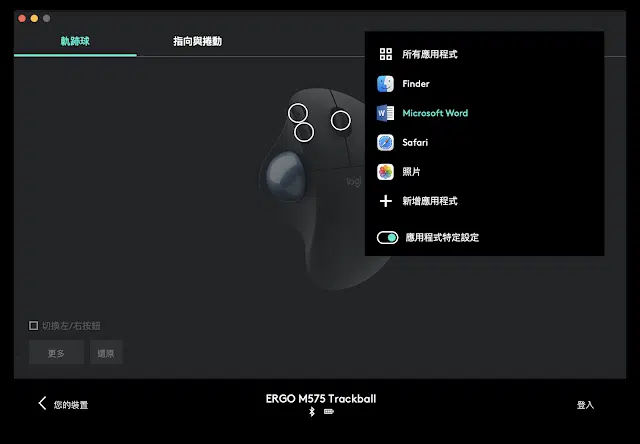 軌跡球
指向與捲動
所有應用程式
Finder
Microsoft Word
Safari
照片
新增應用程式
應用程式特定設定
logi
切換左/右按鈕
更多
還原
您的裝置
ERGO M575 Trackball
登入